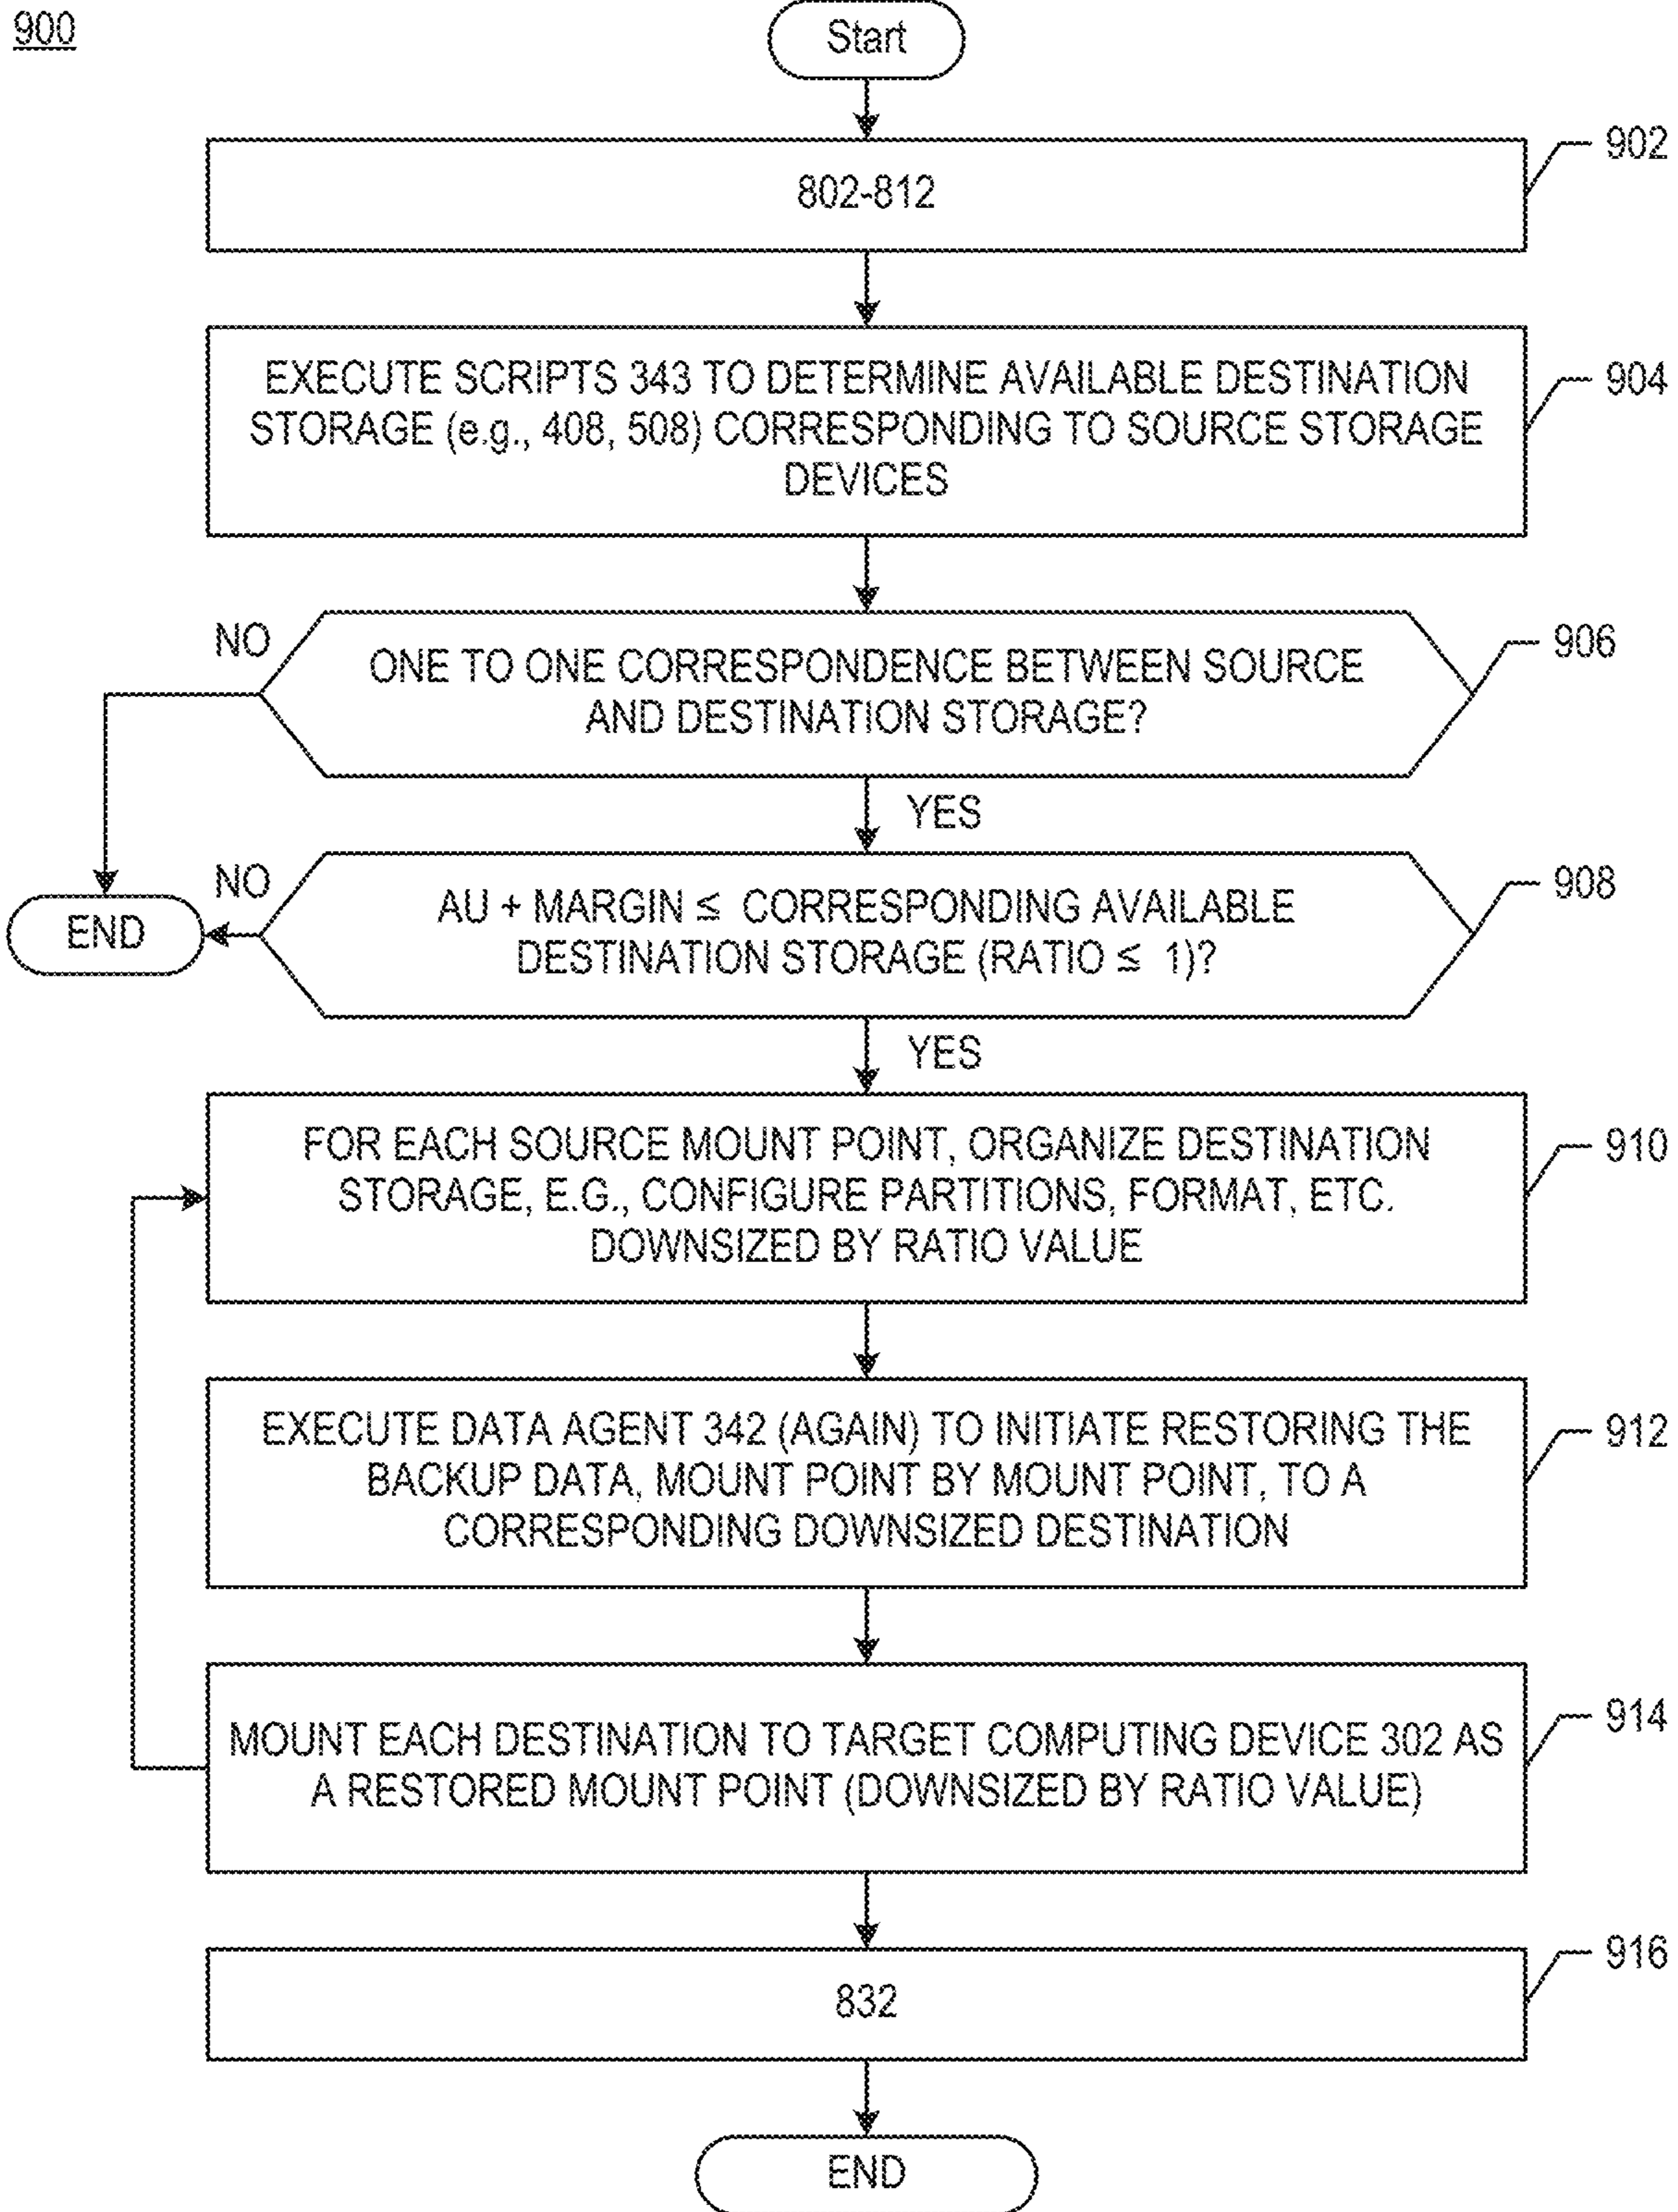 900
Start
902
802-812
EXECUTE SCRIPTS 343 TO DETERMINE AVAILABLE DESTINATION
STORAGE (e.g., 408, 508) CORRESPONDING TO SOURCE STORAGE
DEVICES
904
NO
ONE TO ONE CORRESPONDENCE BETWEEN SOURCE
AND DESTINATION STORAGE?
906
YES
NO
END
AU + MARGIN ≤ CORRESPONDING AVAILABLE
DESTINATION STORAGE (RATIO ≤ 1)?
908
YES
FOR EACH SOURCE MOUNT POINT, ORGANIZE DESTINATION
STORAGE, E.G., CONFIGURE PARTITIONS, FORMAT, ETC.
DOWNSIZED BY RATIO VALUE
910
EXECUTE DATA AGENT 342 (AGAIN) TO INITIATE RESTORING THE
BACKUP DATA, MOUNT POINT BY MOUNT POINT, TO A
CORRESPONDING DOWNSIZED DESTINATION
912
MOUNT EACH DESTINATION TO TARGET COMPUTING DEVICE 302 AS
A RESTORED MOUNT POINT (DOWNSIZED BY RATIO VALUE)
914
832
916
END